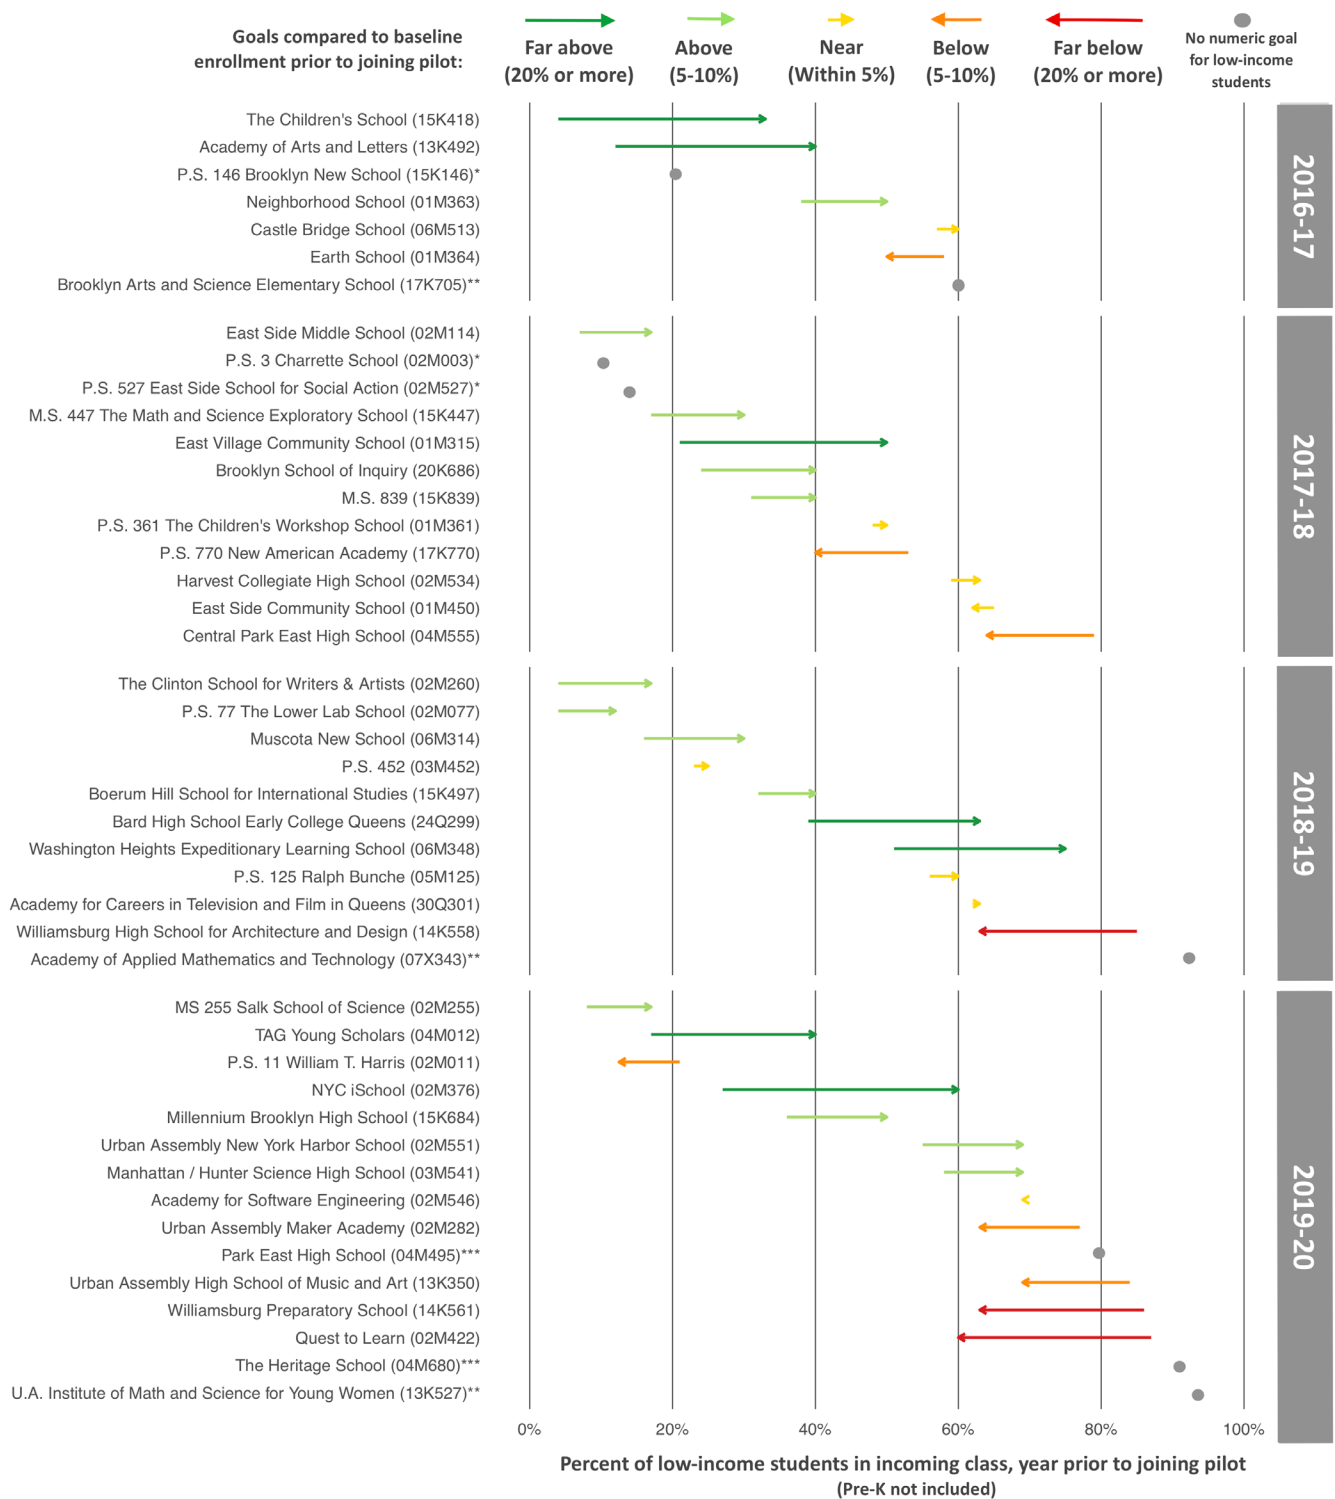 Goals compared to baseline
enrollment prior to joining pilot:
Far above
(20% or more)
Above
(5-10%)
Near
(Within 5%)
Below
(5-10%)
Far below
(20% or more)
No numeric goal
for low-income
students
2016-17
The Children's School (15K418)
Academy of Arts and Letters (13K492)
P.S. 146 Brooklyn New School (15K146)*
Neighborhood School (01M363)
Castle Bridge School (06M513)
Earth School (01M364)
Brooklyn Arts and Science Elementary School (17K705)**
2017-18
East Side Middle School (02M114)
P.S. 3 Charrette School (02M003)*
P.S. 527 East Side School for Social Action (02M527)*
M.S. 447 The Math and Science Exploratory School (15K447)
East Village Community School (01M315)
Brooklyn School of Inquiry (20K686)
M.S. 839 (15K839)
P.S. 361 The Children's Workshop School (01M361)
P.S. 770 New American Academy (17K770)
Harvest Collegiate High School (02M534)
East Side Community School (01M450)
Central Park East High School (04M555)
2018-19
The Clinton School for Writers & Artists (02M260)
P.S. 77 The Lower Lab School (02M077)
Muscota New School (06M314)
P.S. 452 (03M452)
Boerum Hill School for International Studies (15K497)
Bard High School Early College Queens (24Q299)
Washington Heights Expeditionary Learning School (06M348)
P.S. 125 Ralph Bunche (05M125)
Academy for Careers in Television and Film in Queens (30Q301)
Williamsburg High School for Architecture and Design (14K558)
Academy of Applied Mathematics and Technology (07X343)**
2019-20
MS 255 Salk School of Science (02M255)
TAG Young Scholars (04M012)
P.S. 11 William T. Harris (02M011)
NYC iSchool (02M376)
Millennium Brooklyn High School (15K684)
Urban Assembly New York Harbor School (02M551)
Manhattan / Hunter Science High School (03M541)
Academy for Software Engineering (02M546)
Urban Assembly Maker Academy (02M282)
Park East High School (04M495)***
Urban Assembly High School of Music and Art (13K350)
Williamsburg Preparatory School (14K561)
Quest to Learn (02M422)
The Heritage School (04M680)***
U.A. Institute of Math and Science for Young Women (13K527)**
0% 20% 40% 60% 80% 100%
Percent of low-income students in incoming class, year prior to joining pilot
(Pre-K not included)